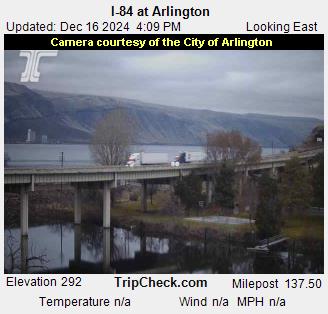 I-84 at Arlington
Updated: Dec 16 2024 4:09 PM Looking East
Camera courtesy of the City of Arlington
Elevation 292 TripCheck.com Milepost 137.50
Temperature n/a Wind n/a MPH n/a